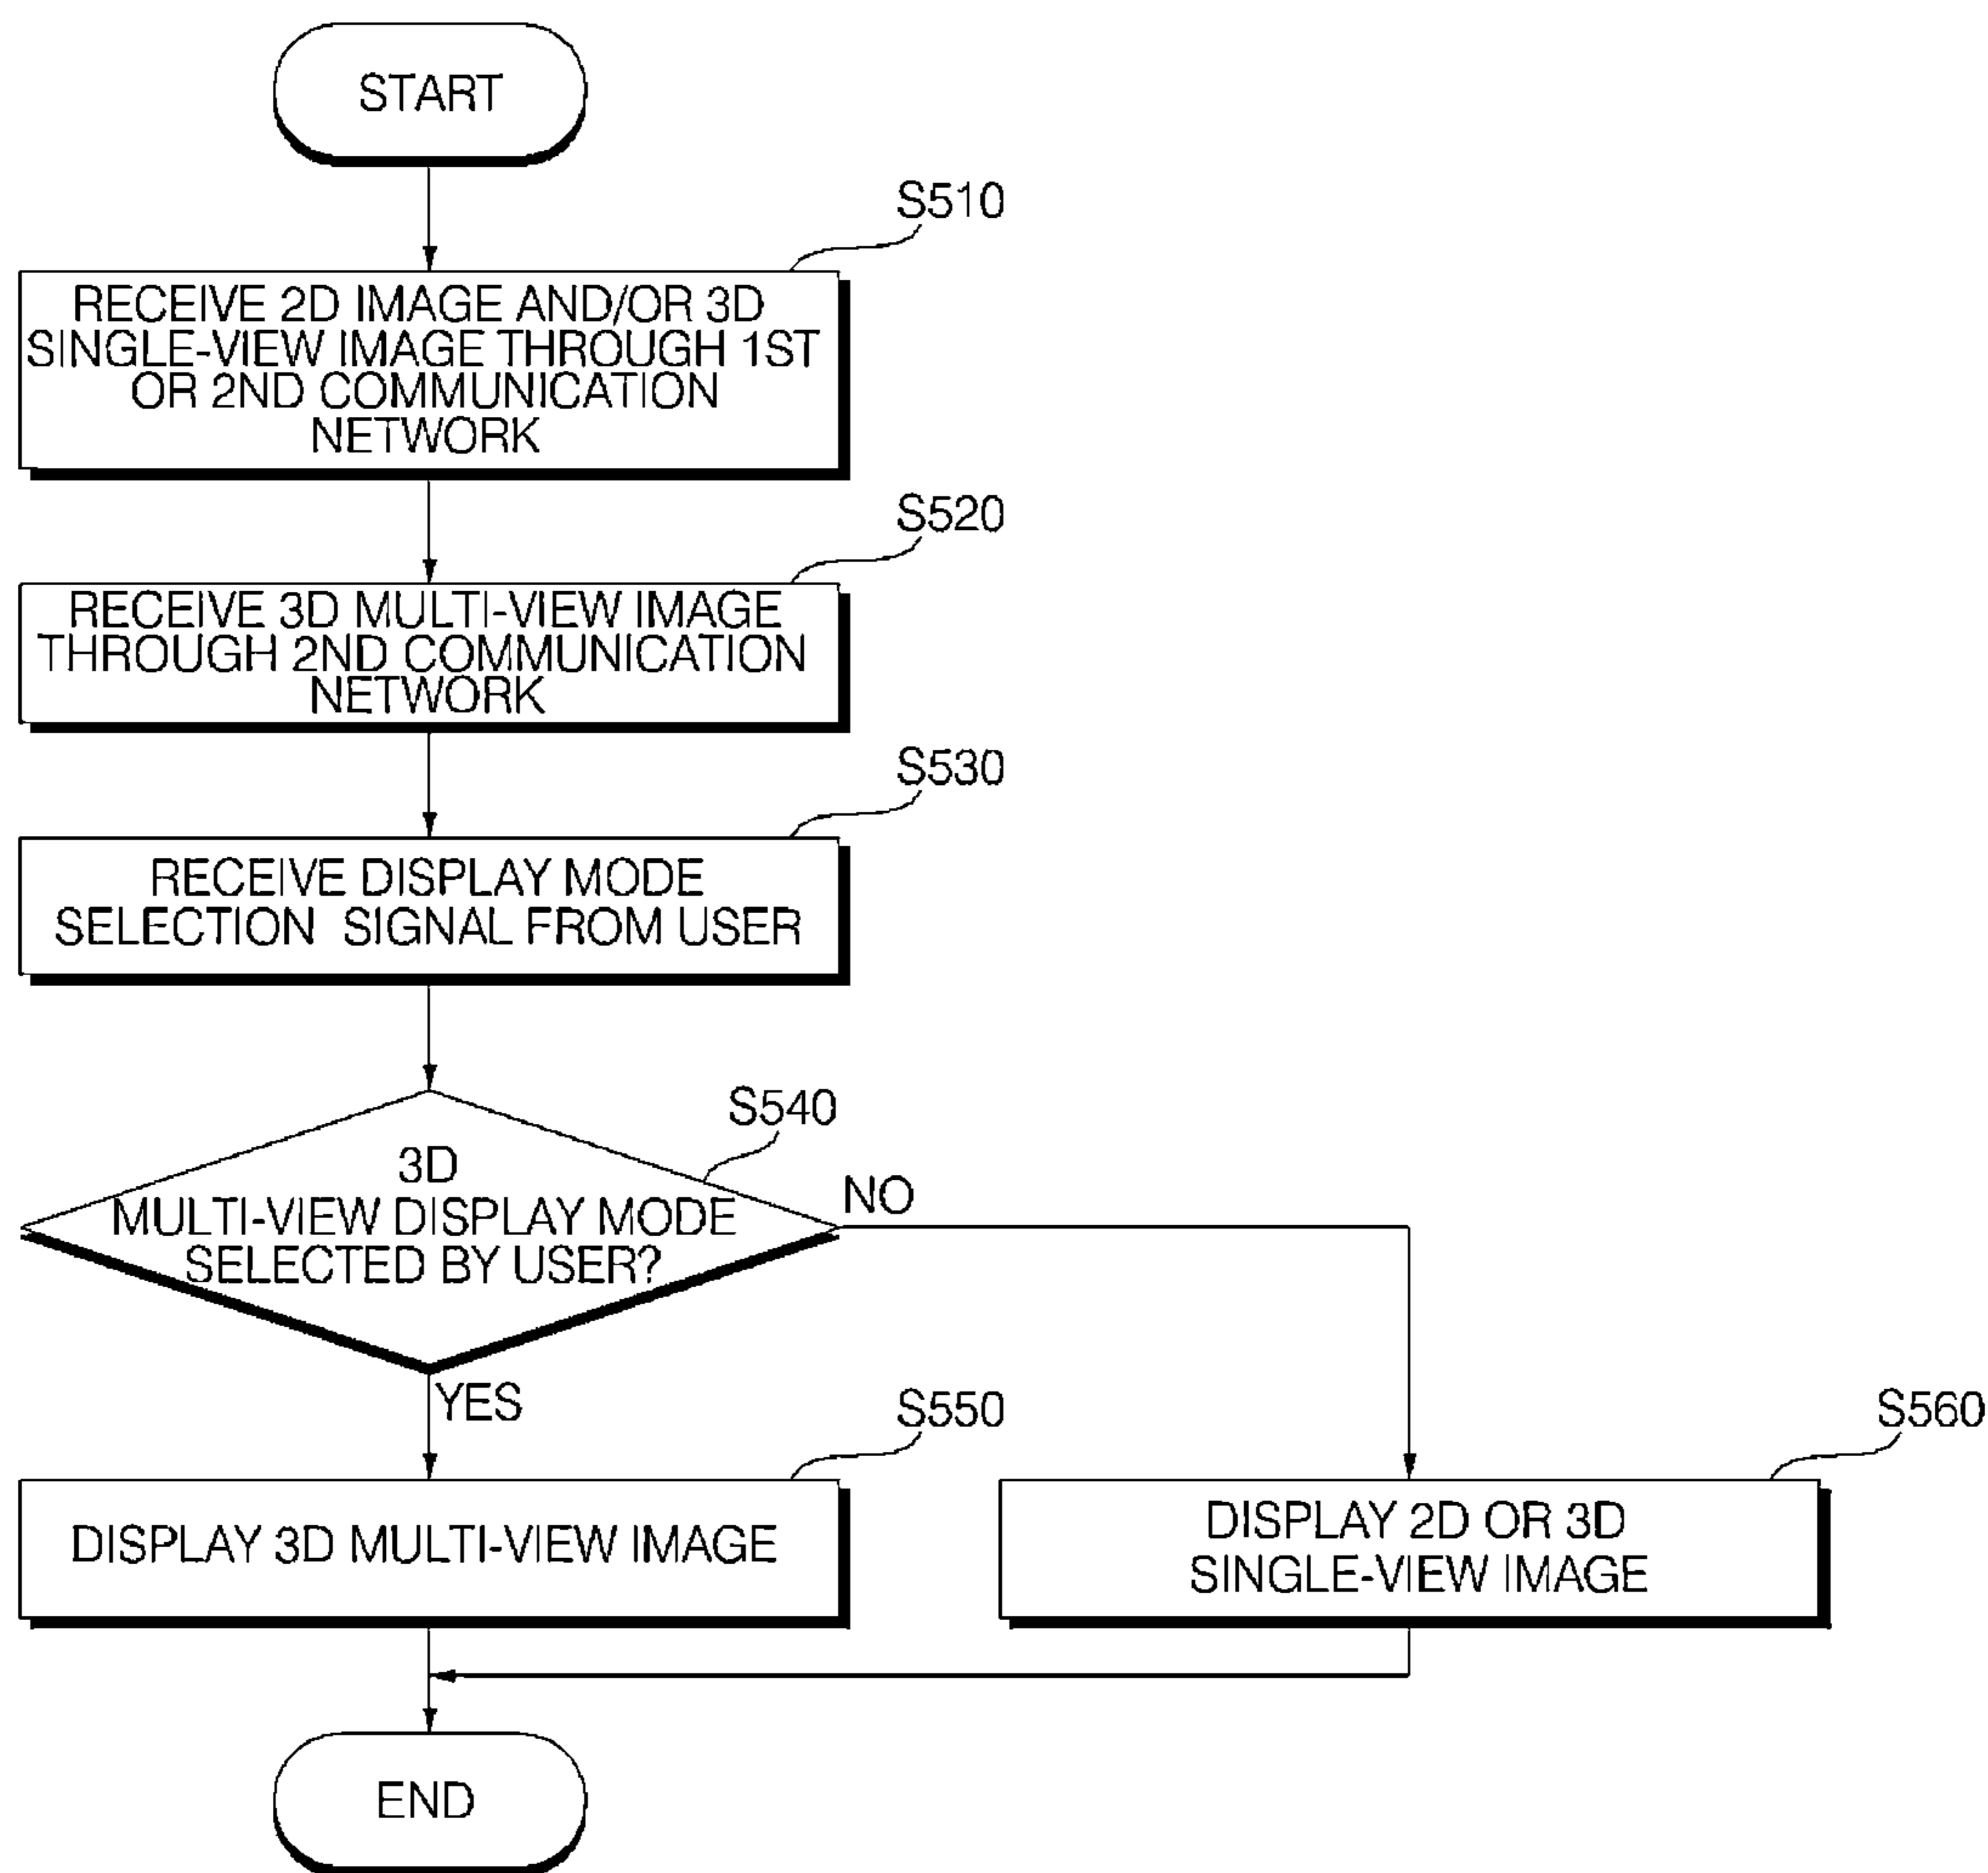 START
S510
RECEIVE 2D IMAGE AND/OR 3D
SINGLE-VIEW IMAGE THROUGH 1ST
OR 2ND COMMUNICATION
NETWORK
S520
RECEIVE 3D MULTI-VIEW IMAGE
THROUGH 2ND COMMUNICATION
NETWORK
S530
RECEIVE DISPLAY MODE
SELECTION SIGNAL FROM USER
S540
3D
MULTI-VIEW DISPLAY MODE
SELECTED BY USER?
NO
YES
S550
DISPLAY 3D MULTI-VIEW IMAGE
S560
DISPLAY 2D OR 3D
SINGLE-VIEW IMAGE
END